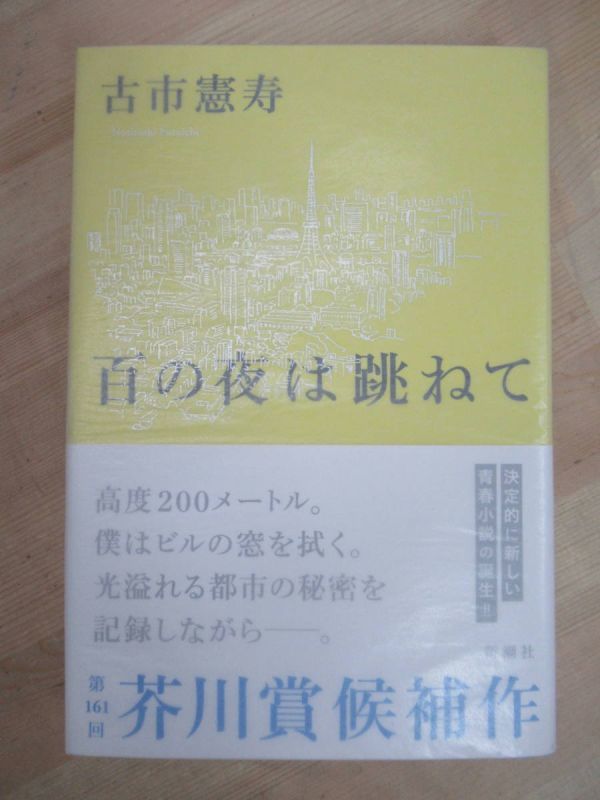 古市憲寿
Noritoshi Furuichi
百の夜は跳ねて
決定的に新しい
青春小説の誕生!!
高度200メートル。
僕はビルの窓を拭く。
光溢れる都市の秘密を
記録しながら――。
新潮社
第
161
回
芥川賞候補作